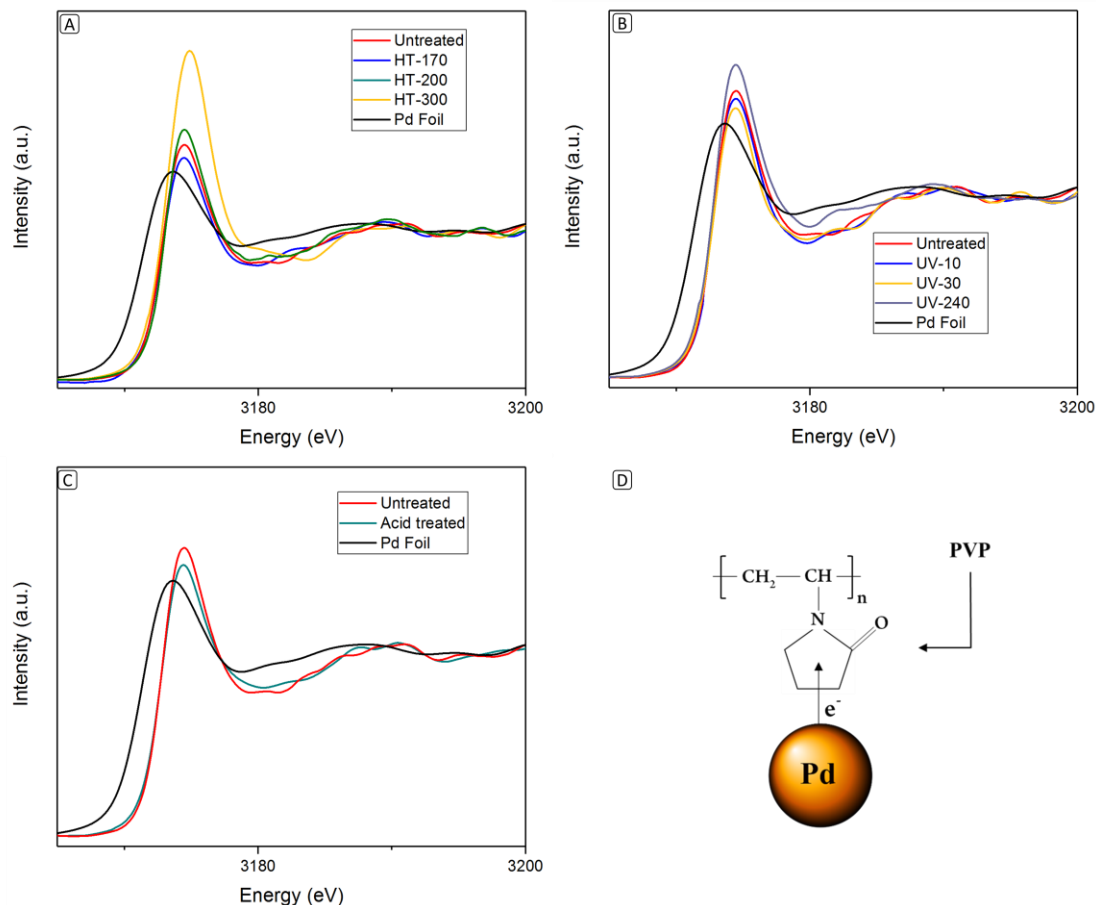 A
Untreated
HT-170
HT-200
HT-300
Pd Foil
Intensity (a.u.)
3180
3200
Energy (eV)
B
Untreated
UV-10
UV-30
UV-240
Pd Foil
Intensity (a.u.)
3180
3200
Energy (eV)
C
Untreated
Acid treated
Pd Foil
Intensity (a.u.)
3180
3200
Energy (eV)
D
PVP
CH2 CH
n
N O
e-
Pd